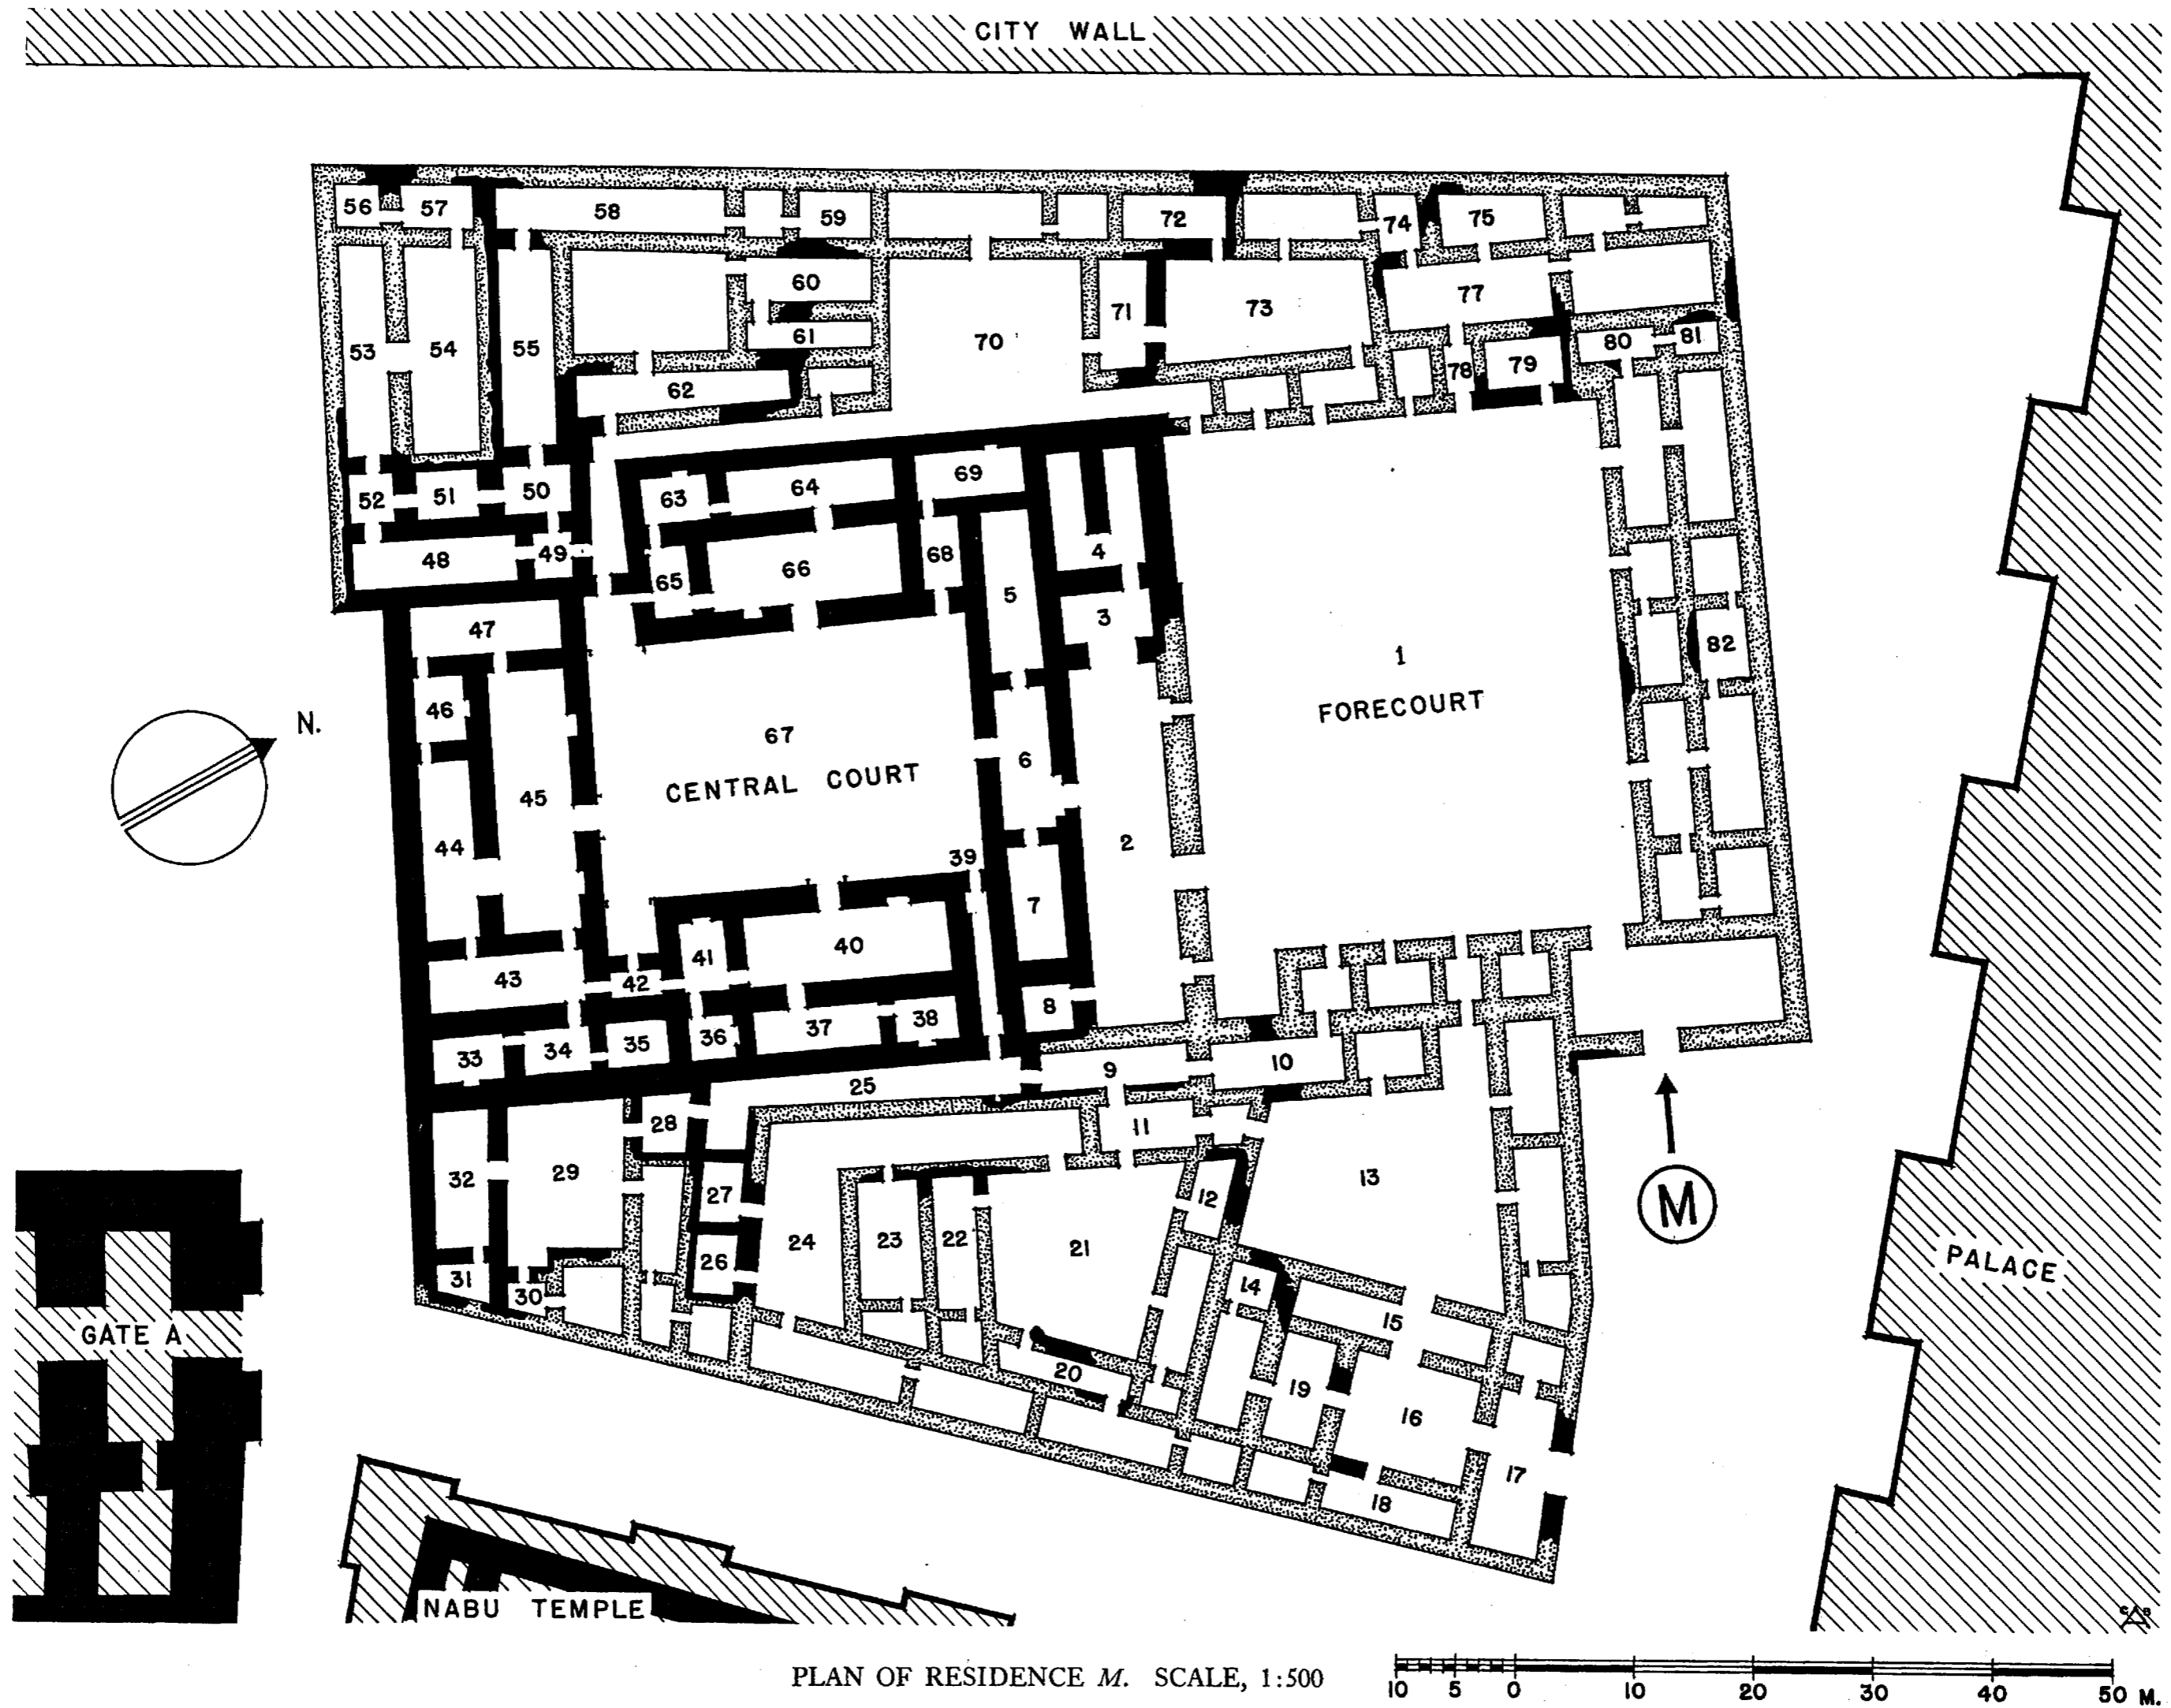 CITY WALL
56 57 58 59 72 74 75
60 71 73 77
61 70 80 81
53 54 55 62 78 79
52 51 50 63 64 69
48 49 65 66 68 5 4
47 3 82
46 67 6 1
N.
CENTRAL COURT
FORECOURT
45 44 39 2
43 42 41 40 7
33 34 35 36 37 38 8
25 9 10
28 11
32 29 27 12 13
M
31 30 26 24 23 22 21 14 15
PALACE
GATE A
20 19 16
18 17
NABU TEMPLE
PLAN OF RESIDENCE M. SCALE, 1:500
10 5 0 10 20 30 40 50 M.